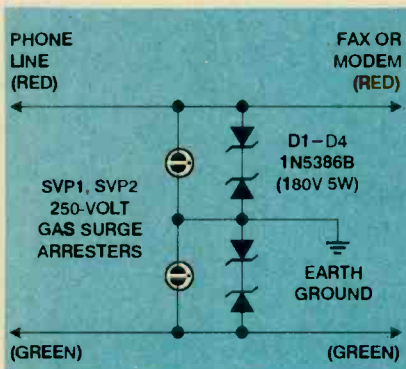 PHONE
LINE
(RED)
FAX OR
MODEM
(RED)
D1–D4
1N5386B
(180V 5W)
SVP1, SVP2
250-VOLT
GAS SURGE
ARRESTERS
EARTH
GROUND
(GREEN)
(GREEN)